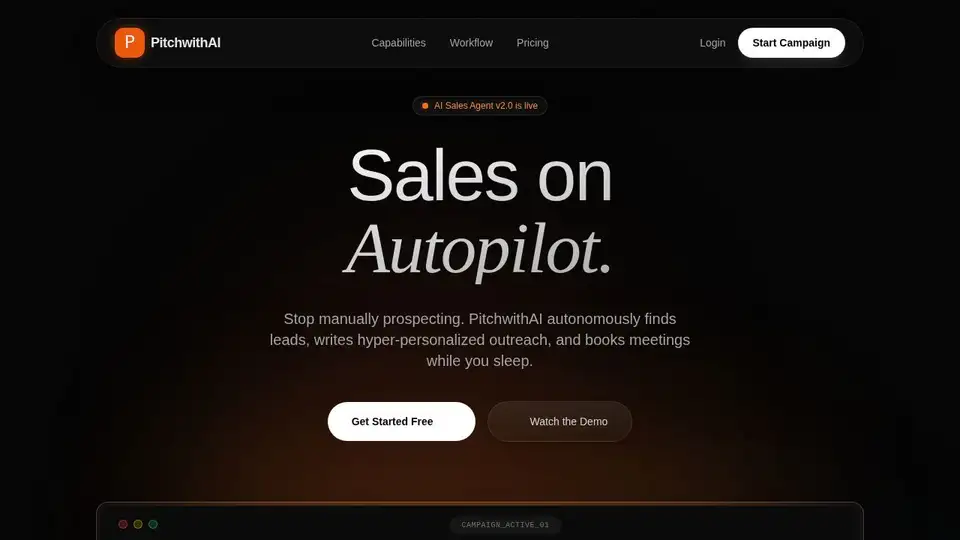 P PitchwithAI
Capabilities Workflow Pricing
Login Start Campaign
AI Sales Agent v2.0 is live
Sales on
Autopilot.
Stop manually prospecting. PitchwithAI autonomously finds
leads, writes hyper-personalized outreach, and books meetings
while you sleep.
Get Started Free
Watch the Demo
CAMPAIGN_ACTIVE_01